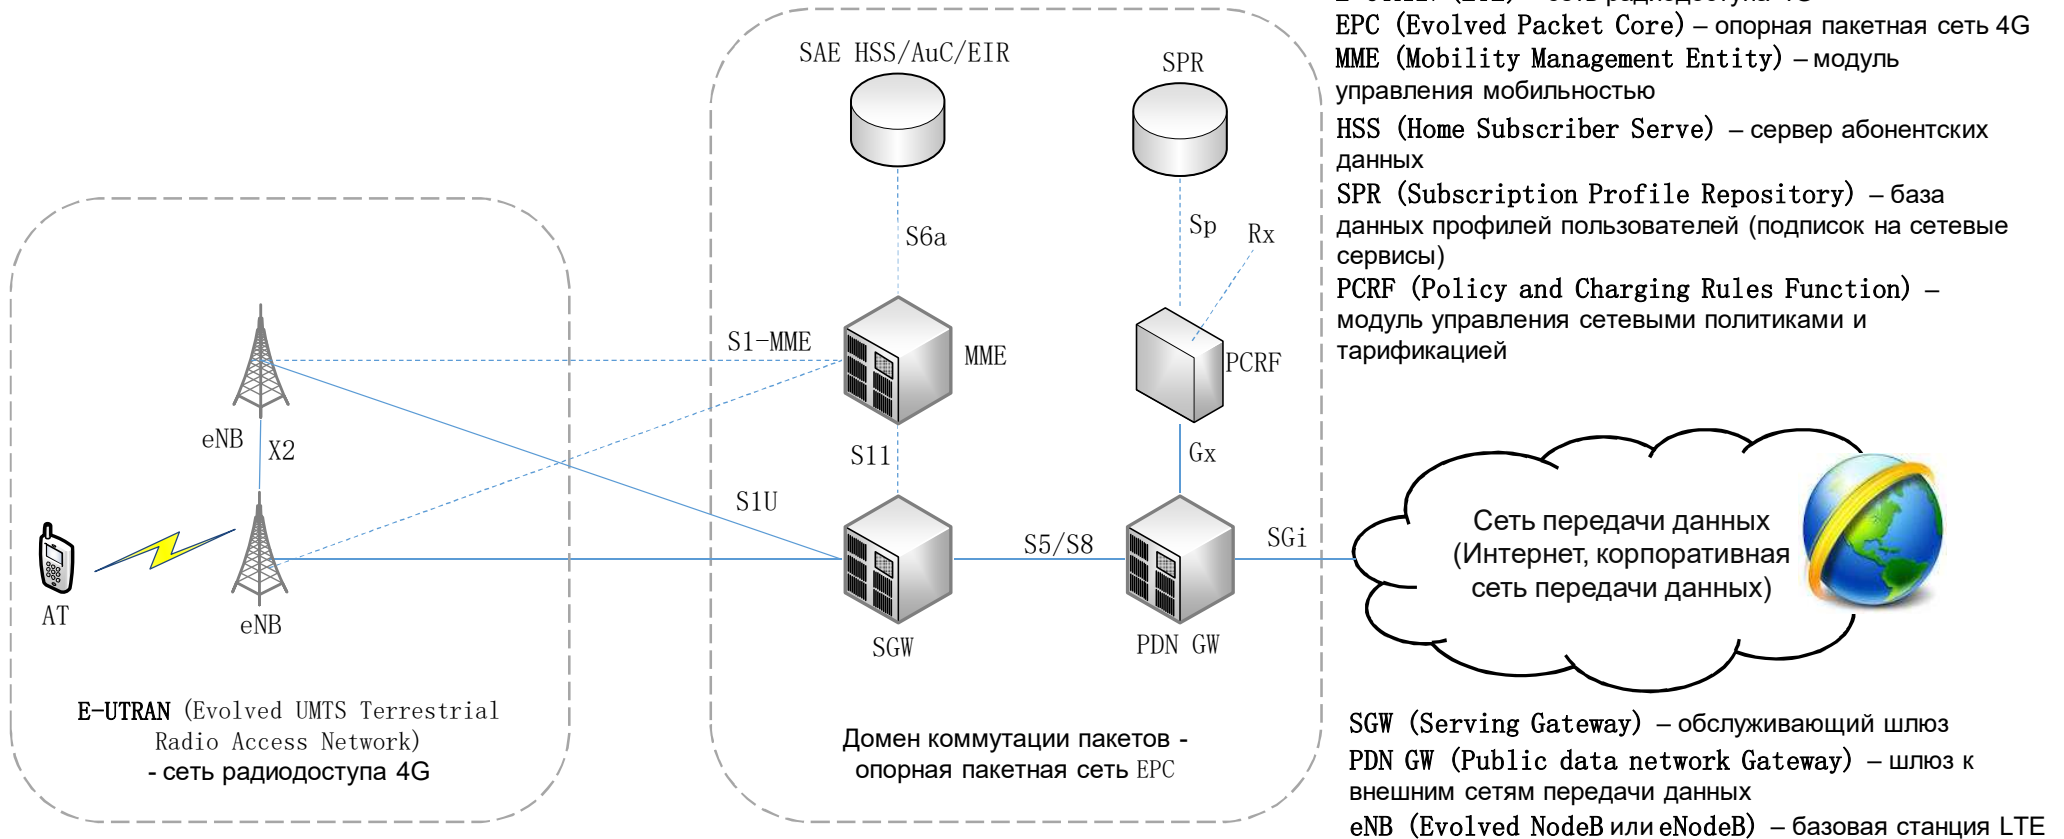 EPC (Evolved Packet Core) – опорная пакетная сеть 4G
MME (Mobility Management Entity) – модуль
управления мобильностью
HSS (Home Subscriber Serve) – сервер абонентских
данных
SPR (Subscription Profile Repository) – база
данных профилей пользователей (подписок на сетевые
сервисы)
PCRF (Policy and Charging Rules Function) –
модуль управления сетевыми политиками и
тарификацией
SAE HSS/AuC/EIR
SPR
S6a
Sp
Rx
S1-MME
MME
PCRF
eNB
X2
S11
Gx
S1U
S5/S8
SGi
AT
eNB
SGW
PDN GW
Сеть передачи данных
(Интернет, корпоративная
сеть передачи данных)
E-UTRAN (Evolved UMTS Terrestrial
Radio Access Network)
- сеть радиодоступа 4G
Домен коммутации пакетов -
опорная пакетная сеть EPC
SGW (Serving Gateway) – обслуживающий шлюз
PDN GW (Public data network Gateway) – шлюз к
внешним сетям передачи данных
eNB (Evolved NodeB или eNodeB) – базовая станция LTE